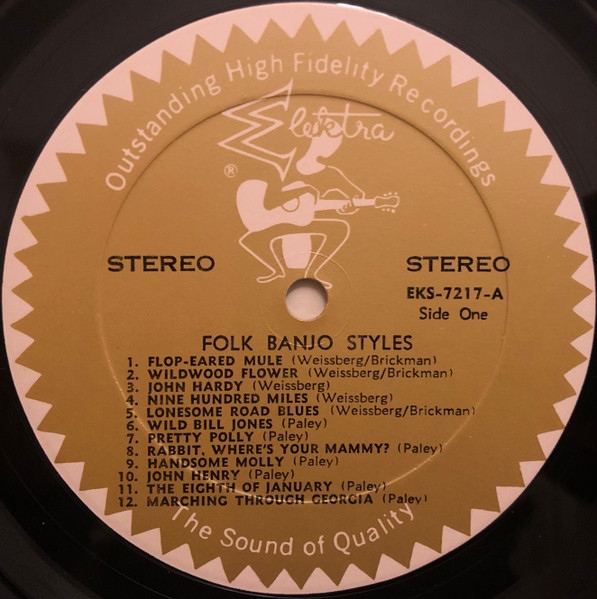 Outstanding High Fidelity Recordings
Elektra
®
STEREO STEREO
EKS-7217-A
Side One
FOLK BANJO STYLES
1. FLOP-EARED MULE (Weissberg/Brickman)
2. WILDWOOD FLOWER (Weissberg/Brickman)
3. JOHN HARDY (Weissberg)
4. NINE HUNDRED MILES (Weissberg)
5. LONESOME ROAD BLUES (Weissberg/Brickman)
6. WILD BILL JONES (Paley)
7. PRETTY POLLY (Paley)
8. RABBIT, WHERE'S YOUR MAMMY? (Paley)
9. HANDSOME MOLLY (Paley)
10. JOHN HENRY (Paley)
11. THE EIGHTH OF JANUARY (Paley)
12. MARCHING THROUGH GEORGIA (Paley)
The Sound of Quality